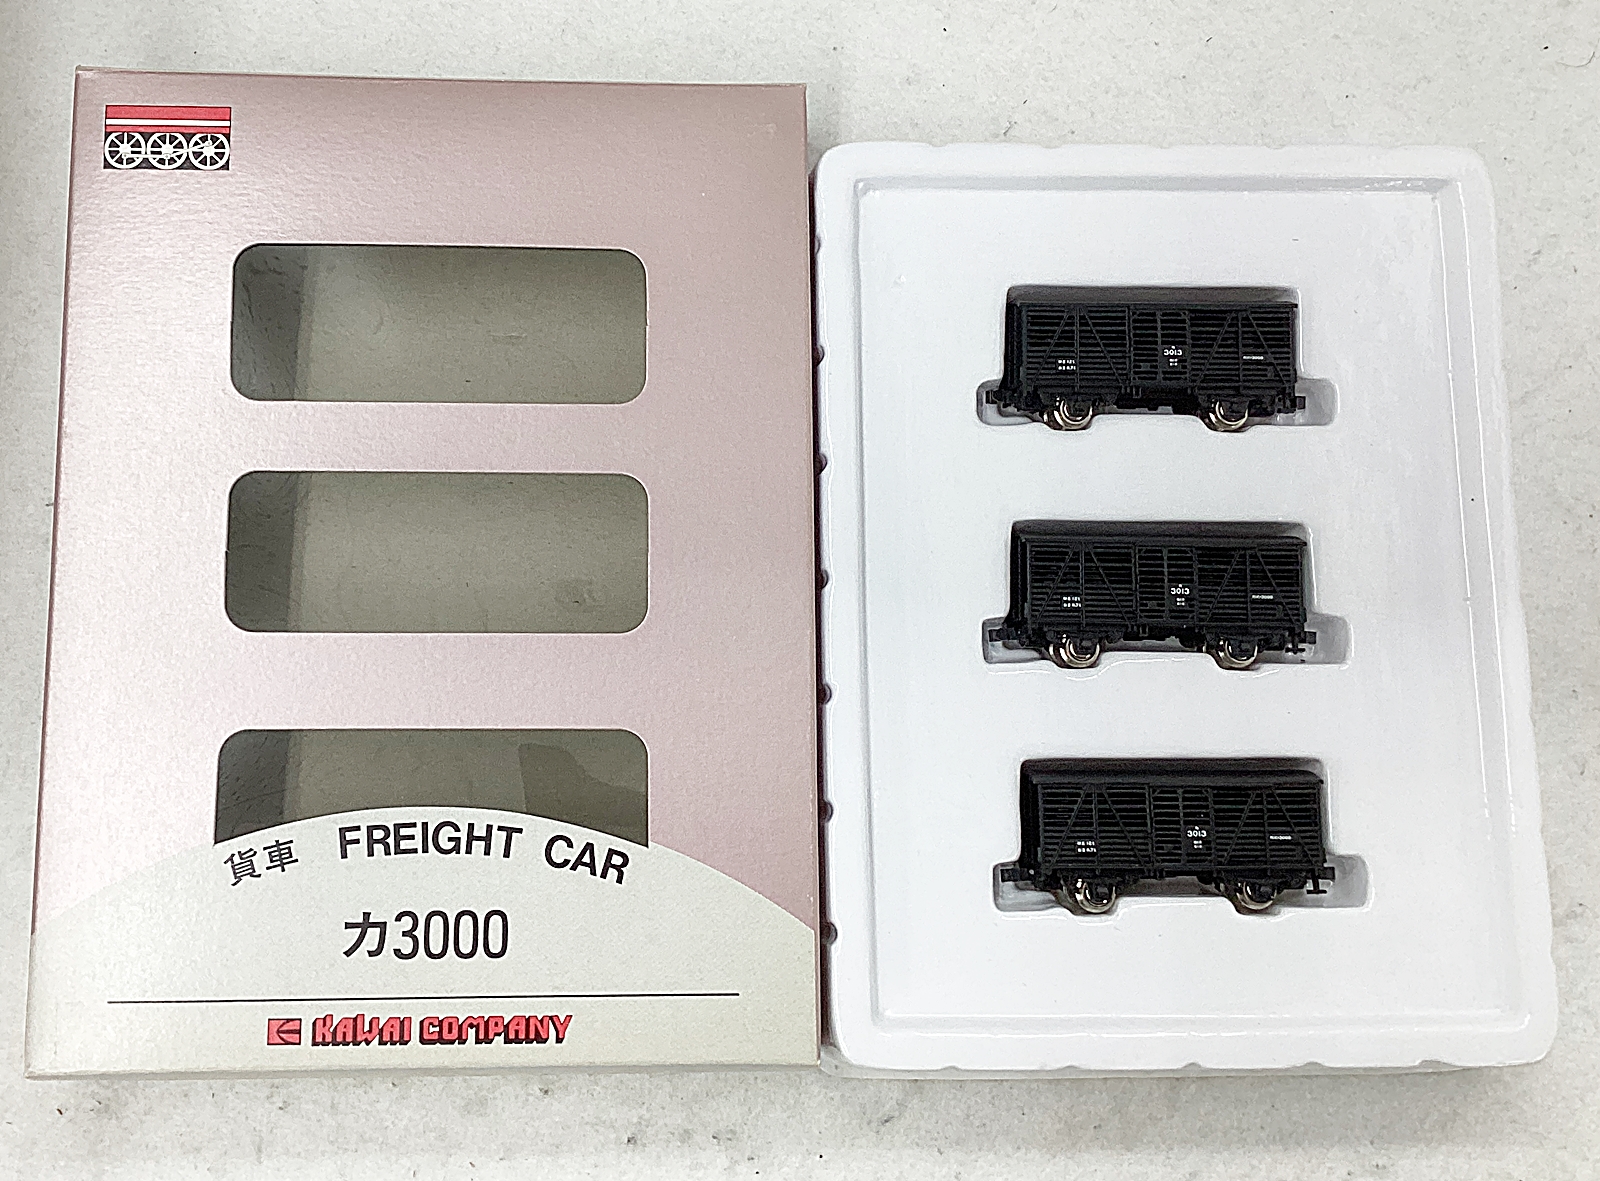 貨車 FREIGHT CAR
カ3000
KAWAI COMPANY
3013
3013
3013